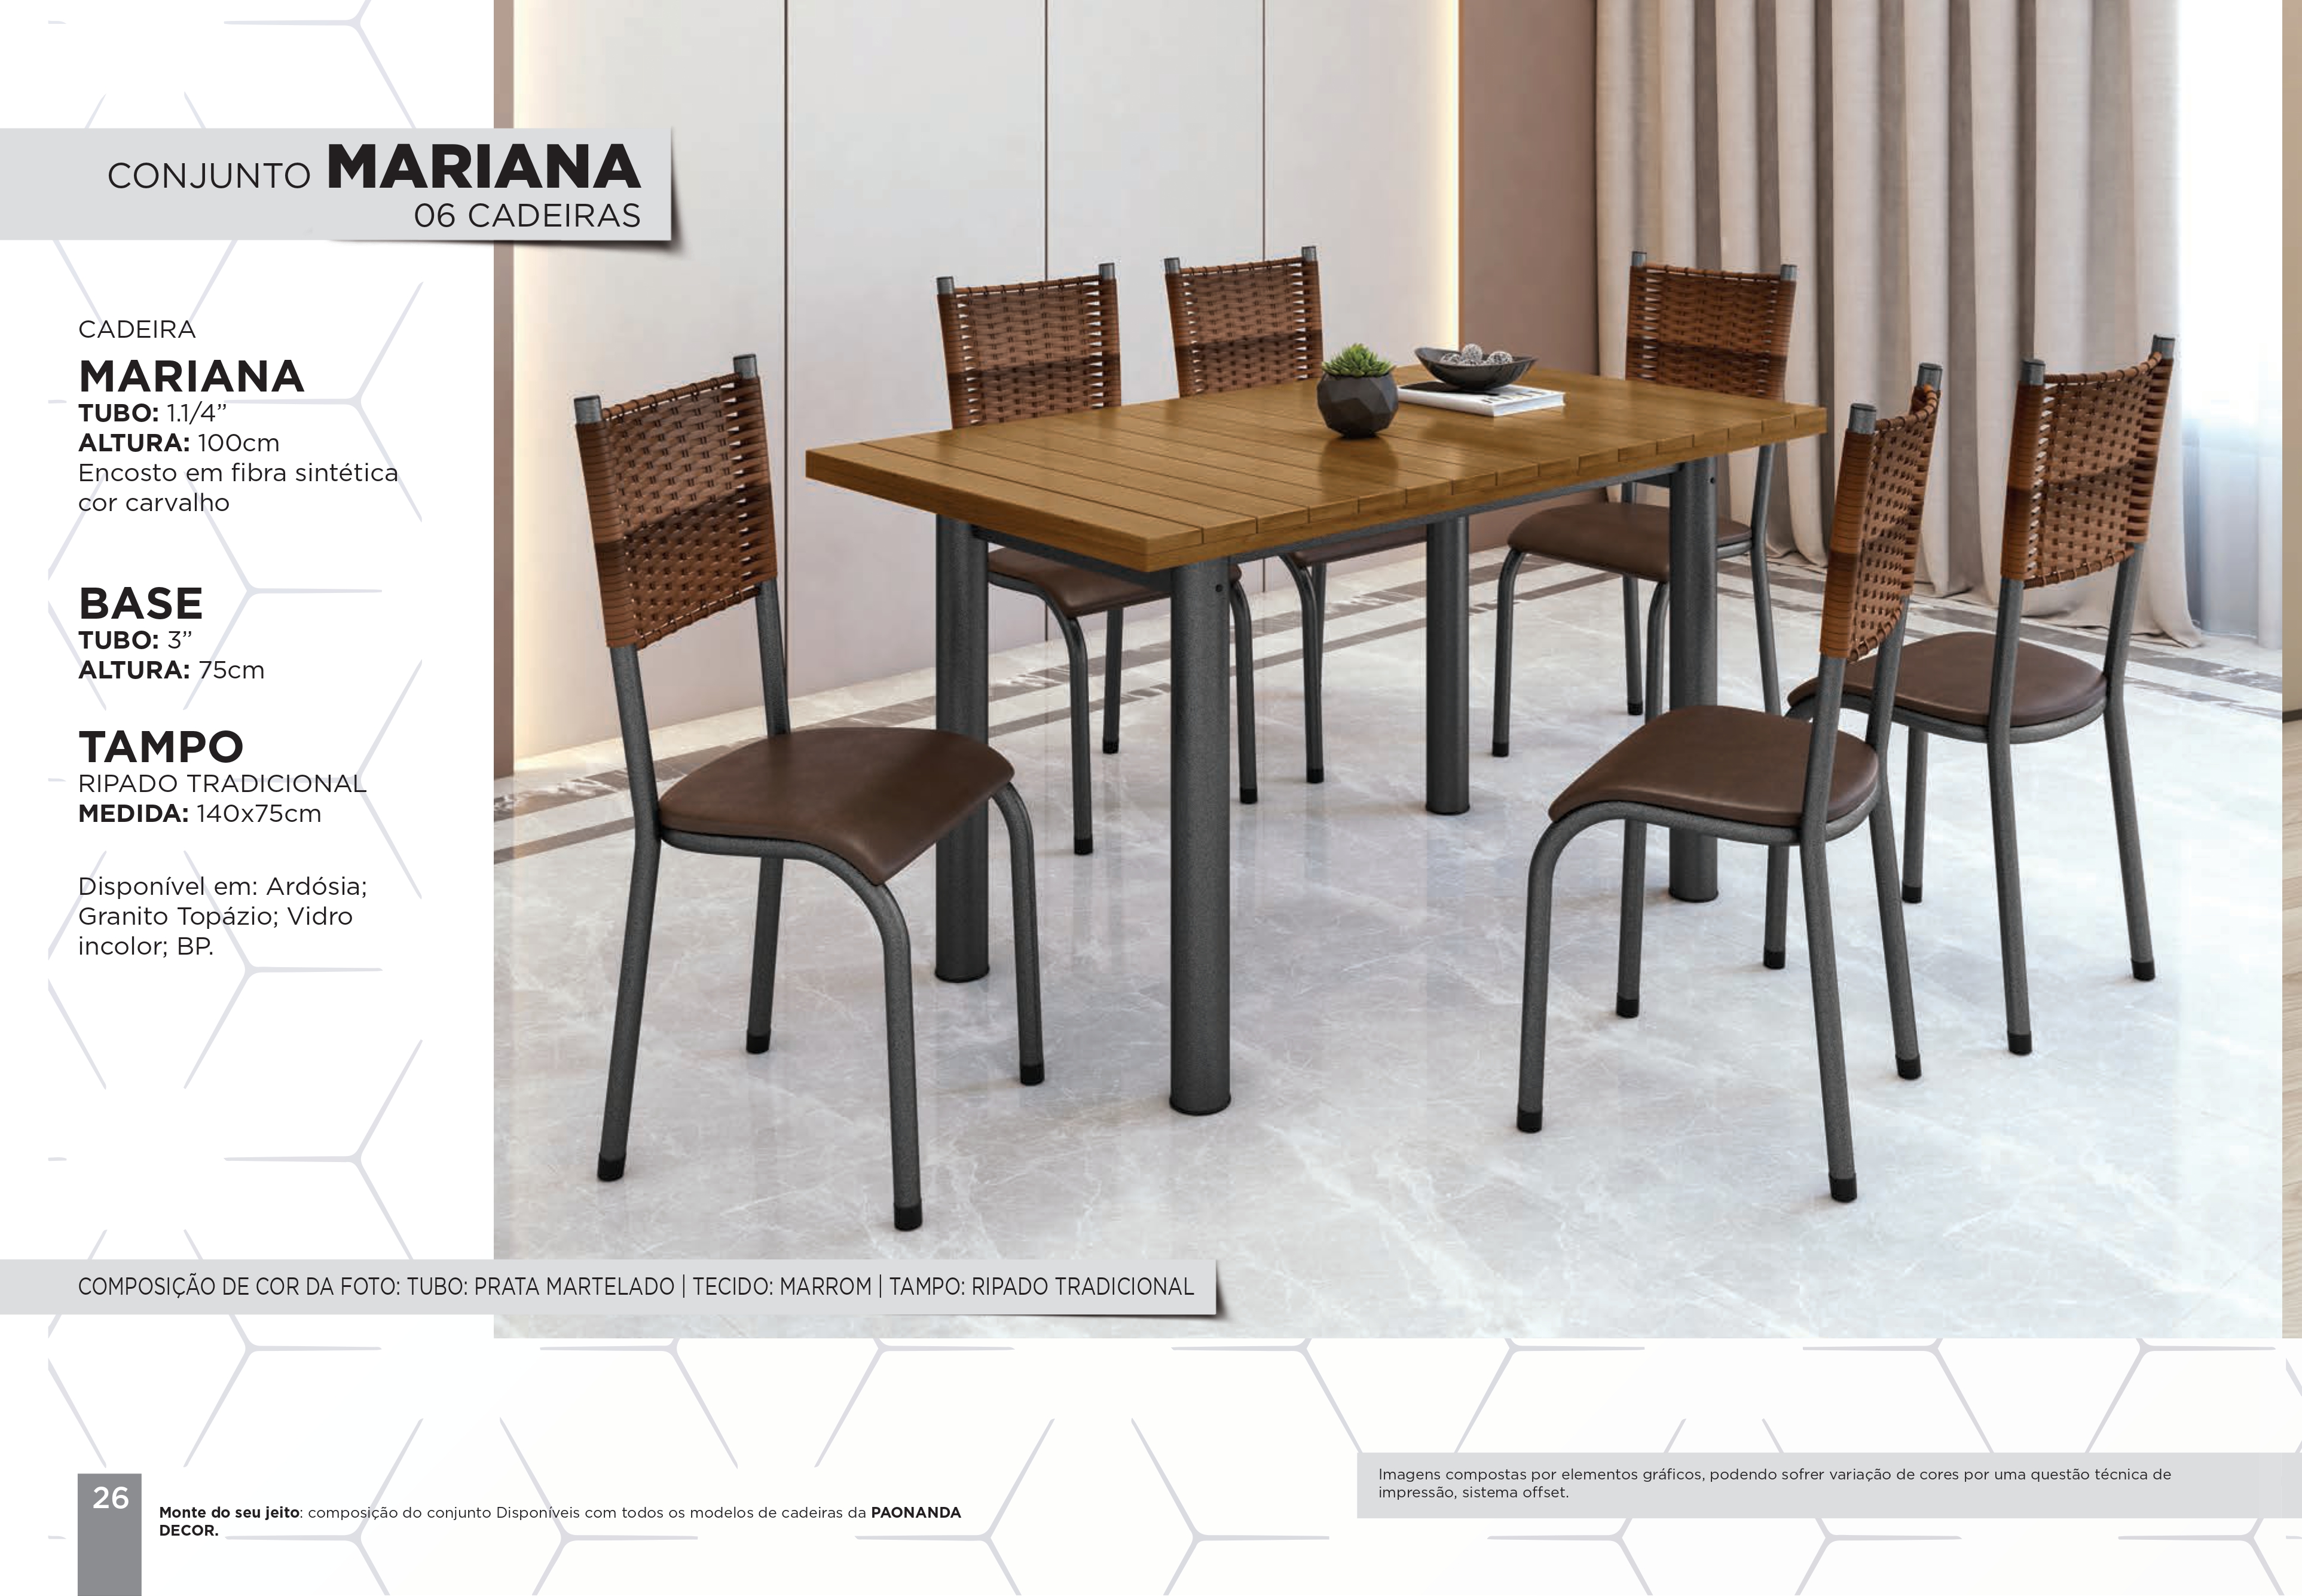 CONJUNTO MARIANA
06 CADEIRAS
CADEIRA
MARIANA
TUBO: 1.1/4”
ALTURA: 100cm
Encosto em fibra sintética
cor carvalho
BASE
TUBO: 3”
ALTURA: 75cm
TAMPO
RIPADO TRADICIONAL
MEDIDA: 140x75cm
Disponível em: Ardósia;
Granito Topázio; Vidro
incolor; BP.
COMPOSIÇÃO DE COR DA FOTO: TUBO: PRATA MARTELADO | TECIDO: MARROM | TAMPO: RIPADO TRADICIONAL
26
Monte do seu jeito: composição do conjunto Disponíveis com todos os modelos de cadeiras da PAONANDA
DECOR.
Imagens compostas por elementos gráficos, podendo sofrer variação de cores por uma questão técnica de
impressão, sistema offset.